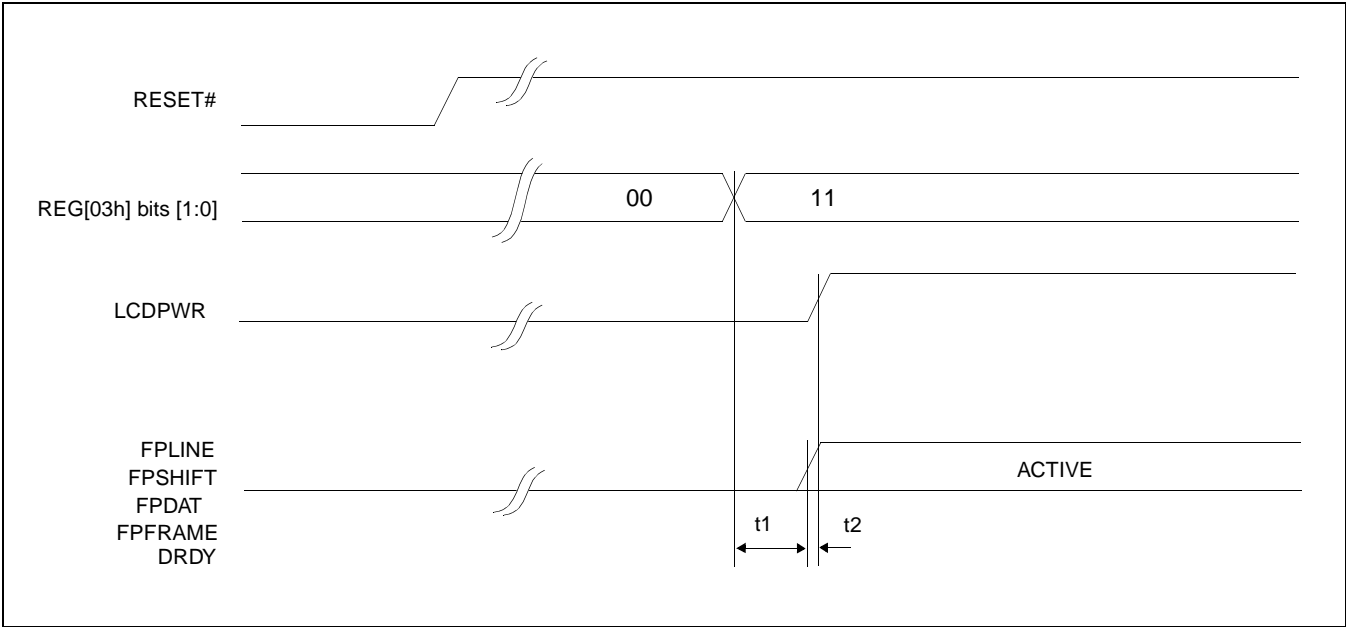 RESET#
REG[03h] bits [1:0]
00
11
LCDPWR
FPLINE
FPSHIFT
FPDAT
FPFRAME
DRDY
ACTIVE
t1
t2